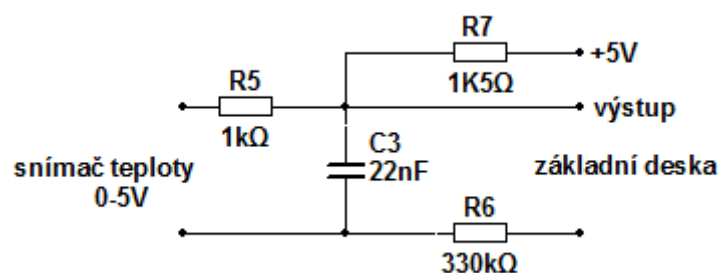 R7
+5V
1K5Ω
R5
1kΩ
výstup
C3
22nF
snímač teploty
0-5V
základní deska
R6
330kΩ